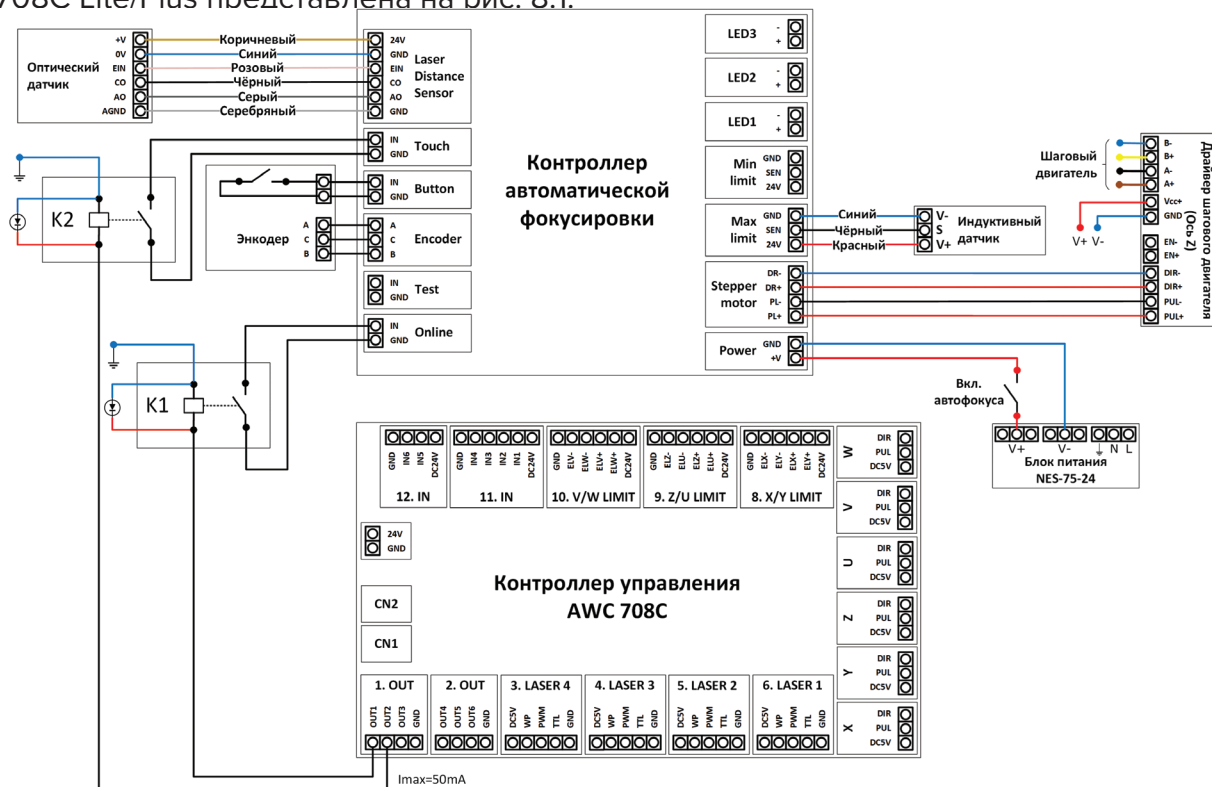 708C Lite/Plus представлена на рис. 8.1.
Оптический датчик
+V
0V
EIN
CO
AO
AGND
Коричневый
Синий
Розовый
Чёрный
Серый
Серебряный
24V
GND
EIN
CO
AO
GND
Laser Distance Sensor
IN
GND
Touch
IN
GND
Button
A
C
B
Encoder
IN
GND
Test
IN
GND
Online
K2
Энкодер
A
C
B
K1
Контроллер
автоматической
фокусировки
LED3
-
+
LED2
-
+
LED1
-
+
Min limit
GND
SEN
24V
Max limit
GND
SEN
24V
Stepper motor
DR-
DR+
PL-
PL+
Power
GND
+V
Синий
Чёрный
Красный
V-
S
V+
Индуктивный датчик
Шаговый двигатель
B-
B+
A-
A+
Vcc+
GND
EN-
EN+
DIR-
DIR+
PUL-
PUL+
V+ V-
Драйвер шагового двигателя
(Ось Z)
Вкл.
автофокуса
V+
V-
N L
Блок питания
NES-75-24
GND
IN6
IN5
DC24V
12. IN
GND
IN4
IN3
IN2
IN1
DC24V
11. IN
GND
ELV-
ELW-
ELV+
ELW+
DC24V
10. V/W LIMIT
GND
ELZ-
ELU-
ELZ+
ELU+
DC24V
9. Z/U LIMIT
GND
ELX-
ELY-
ELX+
ELY+
DC24V
8. X/Y LIMIT
W
DIR
PUL
DC5V
V
DIR
PUL
DC5V
U
DIR
PUL
DC5V
Z
DIR
PUL
DC5V
Y
DIR
PUL
DC5V
X
DIR
PUL
DC5V
24V
GND
CN2
CN1
Контроллер управления
AWC 708C
1. OUT
OUT1
OUT2
OUT3
GND
2. OUT
OUT4
OUT5
OUT6
GND
3. LASER 4
DC5V
WP
PWM
TTL
GND
4. LASER 3
DC5V
WP
PWM
TTL
GND
5. LASER 2
DC5V
WP
PWM
TTL
GND
6. LASER 1
DC5V
WP
PWM
TTL
GND
Imax=50mA